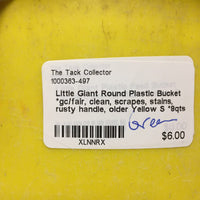 The Tack Collector
1000363-497
Little Giant Round Plastic Bucket
*gc/fair, clean, scrapes, stains,
rusty handle, older Yellow S *8qts
Green
$6.00
XLNNRX